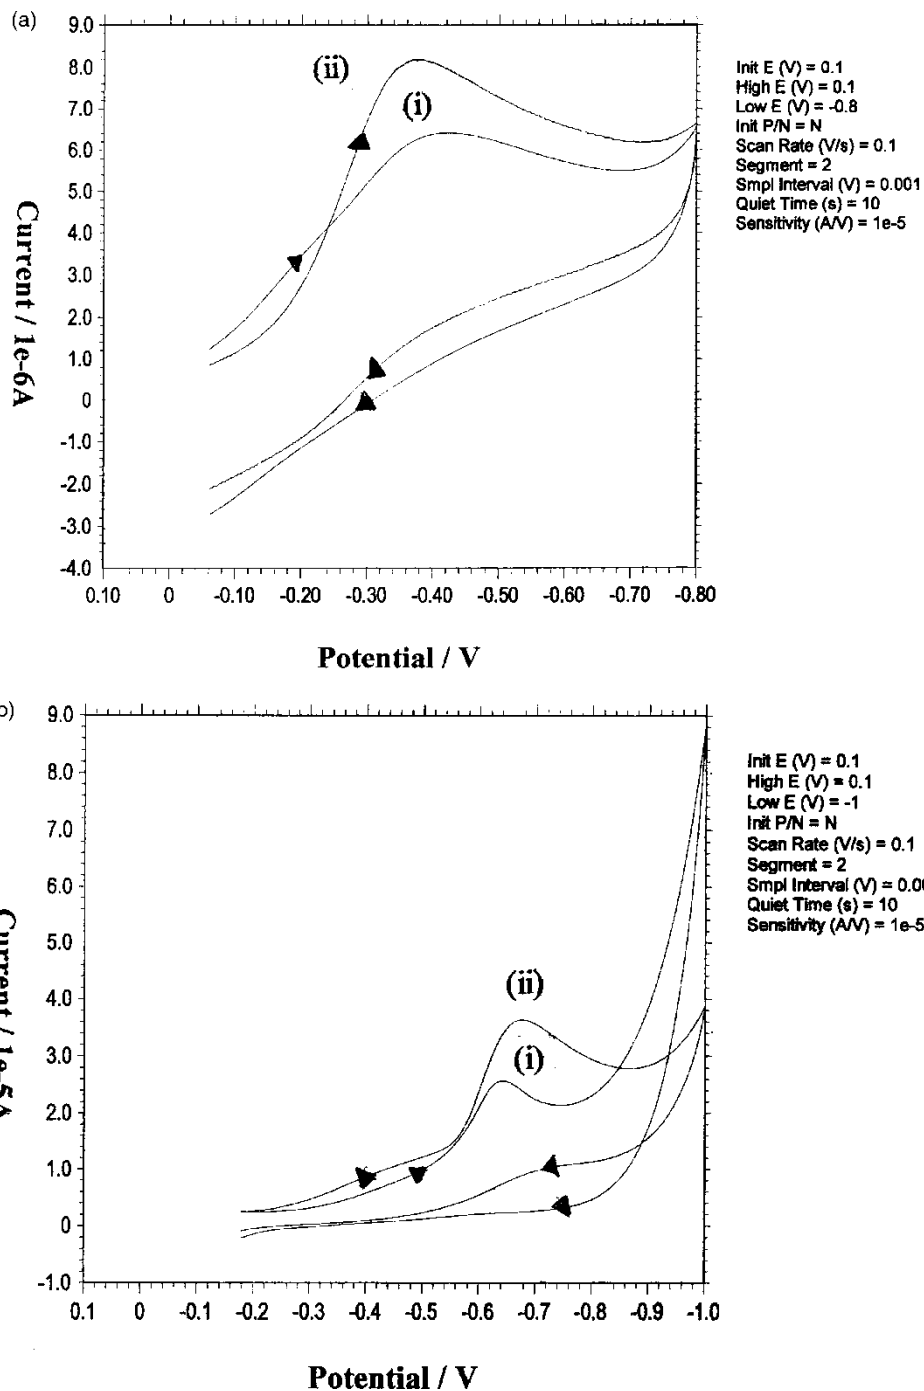 (a)
9.0
8.0
7.0
6.0
5.0
4.0
3.0
2.0
1.0
0
-1.0
-2.0
-3.0
-4.0
Current / 1e-6A
(ii)
(i)
0.10 0 -0.10 -0.20 -0.30 -0.40 -0.50 -0.60 -0.70 -0.80
Potential / V
Init E (V) = 0.1
High E (V) = 0.1
Low E (V) = -0.8
Init P/N = N
Scan Rate (V/s) = 0.1
Segment = 2
Smpl Interval (V) = 0.001
Quiet Time (s) = 10
Sensitivity (A/V) = 1e-5
9.0
8.0
7.0
6.0
5.0
4.0
3.0
2.0
1.0
0
-1.0
Current / 1e-5A
(ii)
(i)
0.1 0 -0.1 -0.2 -0.3 -0.4 -0.5 -0.6 -0.7 -0.8 -0.9 -1.0
Potential / V
Init E (V) = 0.1
High E (V) = 0.1
Low E (V) = -1
Init P/N = N
Scan Rate (V/s) = 0.1
Segment = 2
Smpl Interval (V) = 0.00
Quiet Time (s) = 10
Sensitivity (A/V) = 1e-5